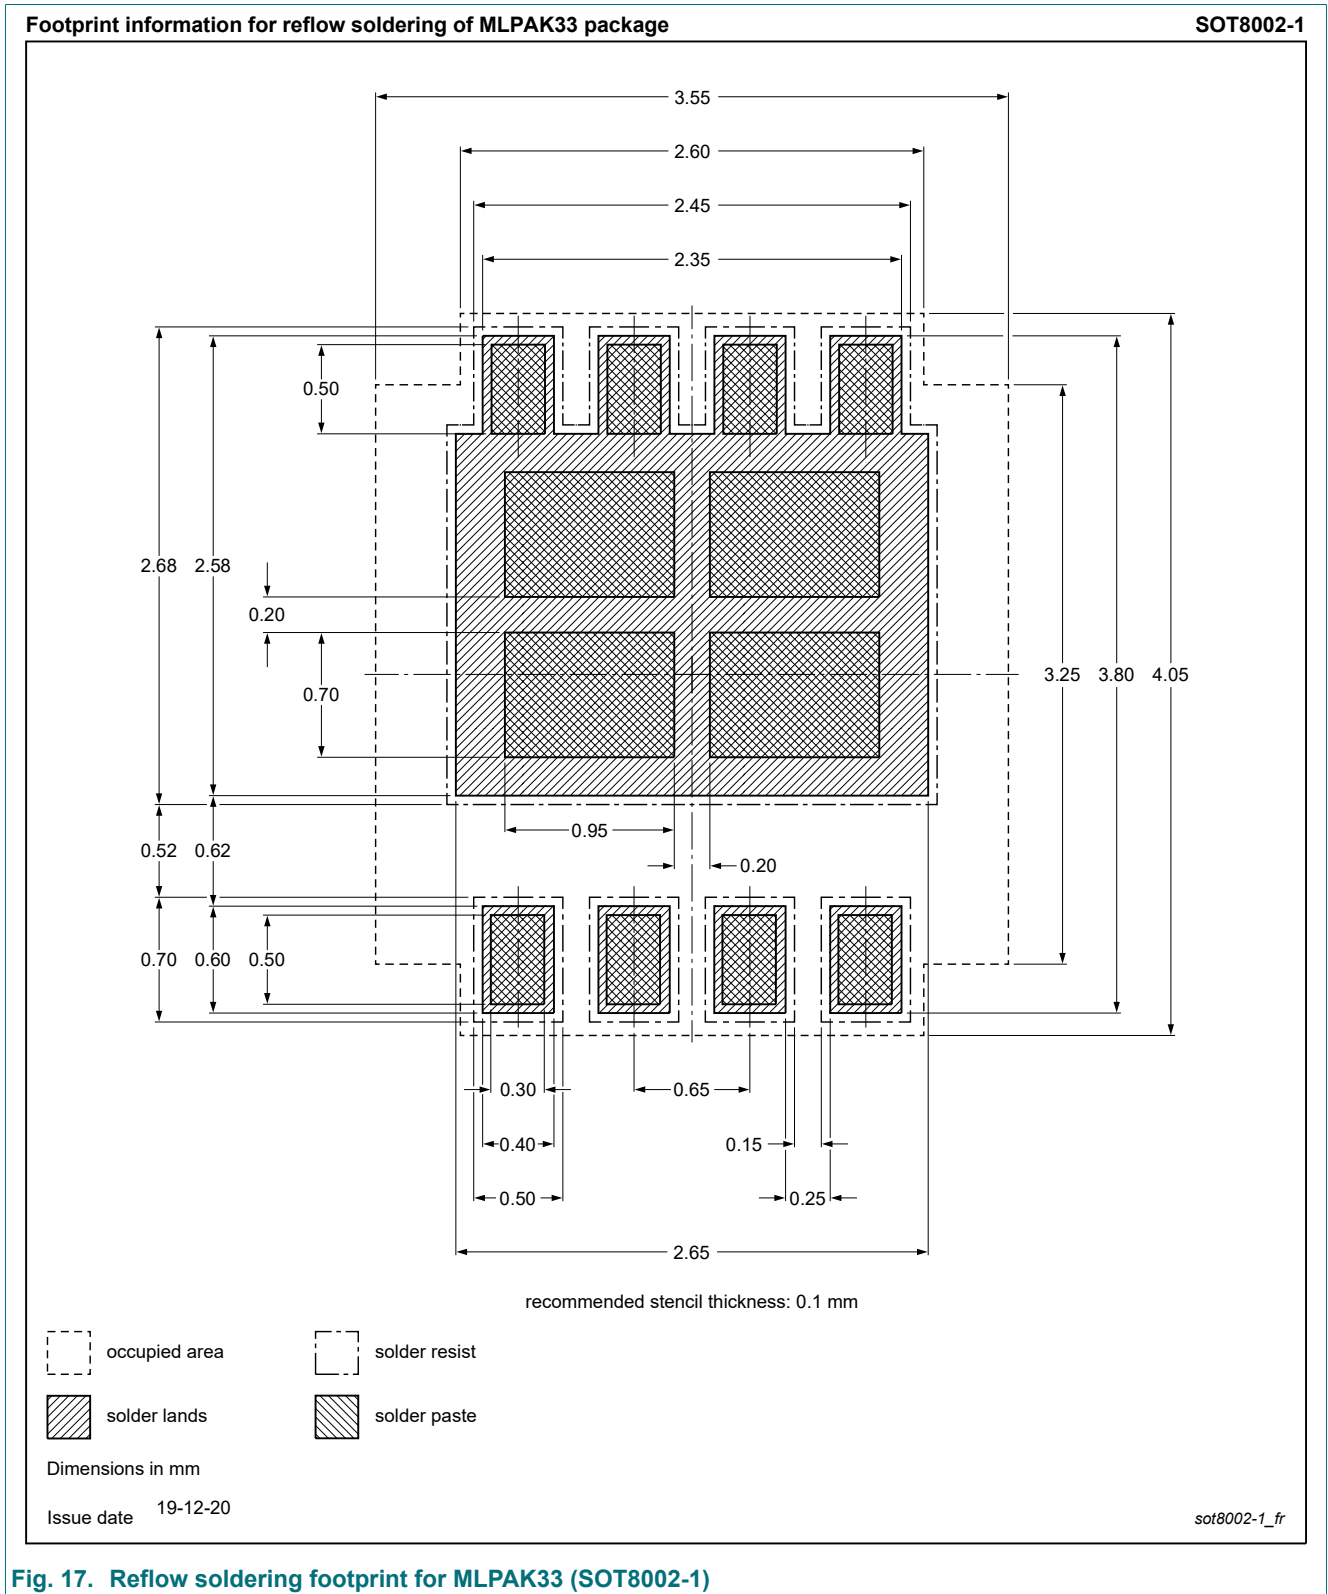 Footprint information for reflow soldering of MLPAK33 package SOT8002-1
3.55
2.60
2.45
2.35
0.50
2.68 2.58
0.20
0.70
3.25 3.80 4.05
0.95
0.52 0.62
0.20
0.70 0.60 0.50
0.30 0.65
0.40 0.15
0.50 0.25
2.65
recommended stencil thickness: 0.1 mm
occupied area solder resist
solder lands solder paste
Dimensions in mm
Issue date 19-12-20
sot8002-1_fr
Fig. 17. Reflow soldering footprint for MLPAK33 (SOT8002-1)